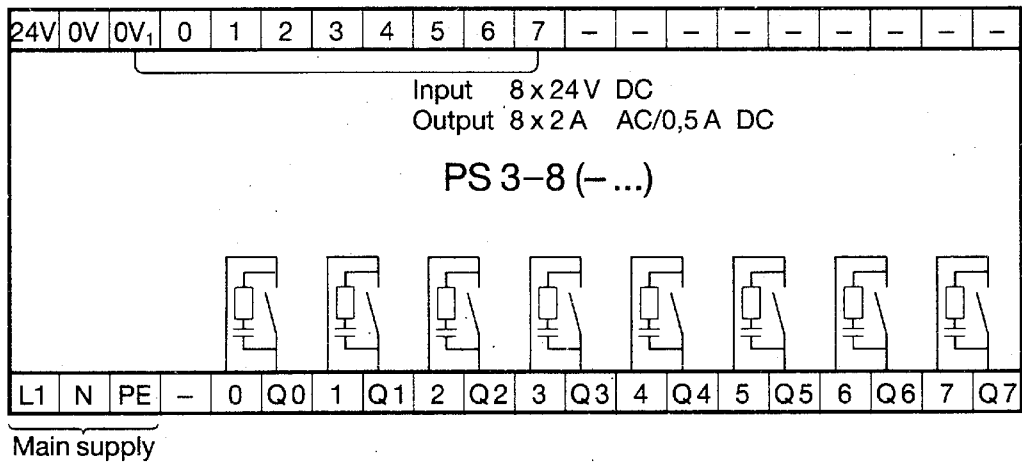 24V 0V 0V₁ 0 1 2 3 4 5 6 7 – – – – – – – – –
Input 8 x 24 V DC
Output 8 x 2 A AC/0,5 A DC
PS 3–8 (– ...)
L1 N PE – 0 Q0 1 Q1 2 Q2 3 Q3 4 Q4 5 Q5 6 Q6 7 Q7
Main supply